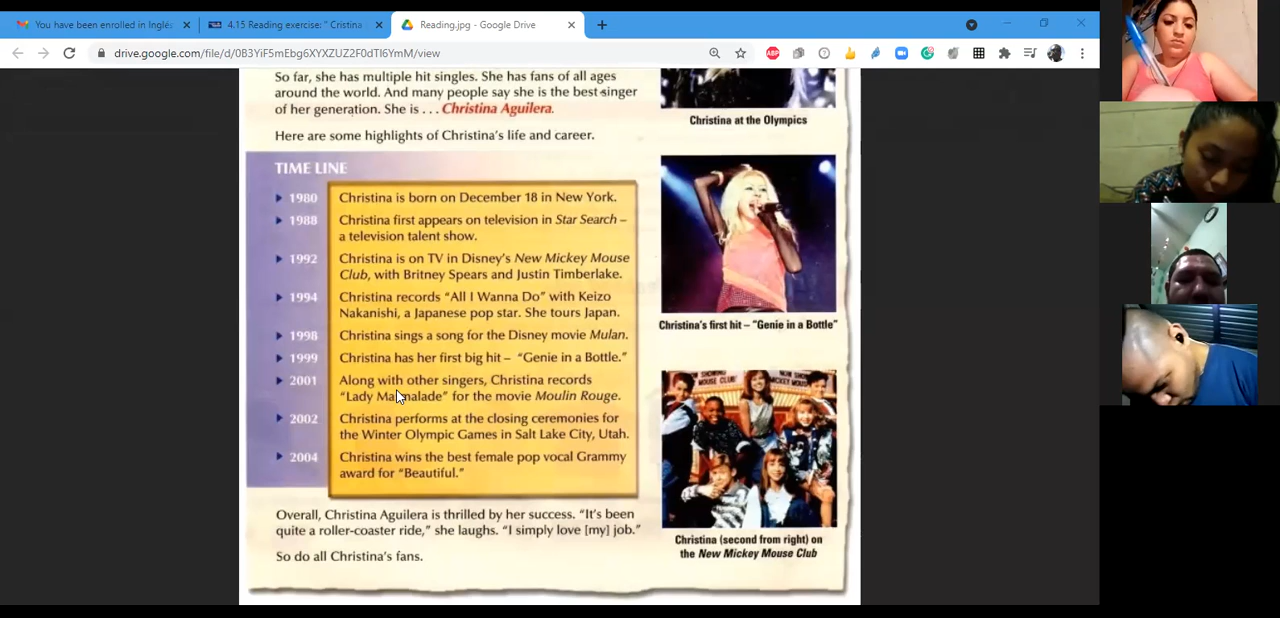 You have been enrolled in Inglés
4.15 Reading exercise: " Cristina
Reading.jpg - Google Drive
drive.google.com/file/d/0B3YiF5mEbg6XYXZUZ2F0dTI6YmM/view
So far, she has multiple hit singles. She has fans of all ages
around the world. And many people say she is the best singer
of her generation. She is . . . Christina Aguilera.
Here are some highlights of Christina's life and career.
TIME LINE
1980 Christina is born on December 18 in New York.
1988 Christina first appears on television in Star Search –
a television talent show.
1992 Christina is on TV in Disney's New Mickey Mouse
Club, with Britney Spears and Justin Timberlake.
1994 Christina records "All I Wanna Do" with Keizo
Nakanishi, a Japanese pop star. She tours Japan.
1998 Christina sings a song for the Disney movie Mulan.
1999 Christina has her first big hit – "Genie in a Bottle."
2001 Along with other singers, Christina records
"Lady Marmalade" for the movie Moulin Rouge.
2002 Christina performs at the closing ceremonies for
the Winter Olympic Games in Salt Lake City, Utah.
2004 Christina wins the best female pop vocal Grammy
award for "Beautiful."
Overall, Christina Aguilera is thrilled by her success. "It's been
quite a roller-coaster ride," she laughs. "I simply love [my] job."
So do all Christina's fans.
Christina at the Olympics
Christina's first hit – "Genie in a Bottle"
MOUSE CLUB
Christina (second from right) on
the New Mickey Mouse Club
ABP